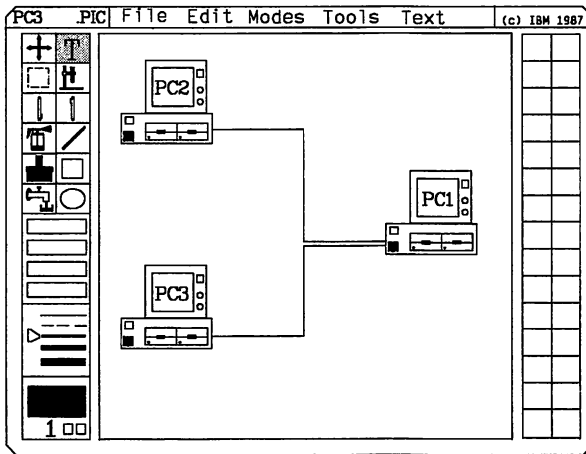 PC3 .PIC File Edit Modes Tools Text (c) IBM 1987
T
PC2
PC1
PC3
1